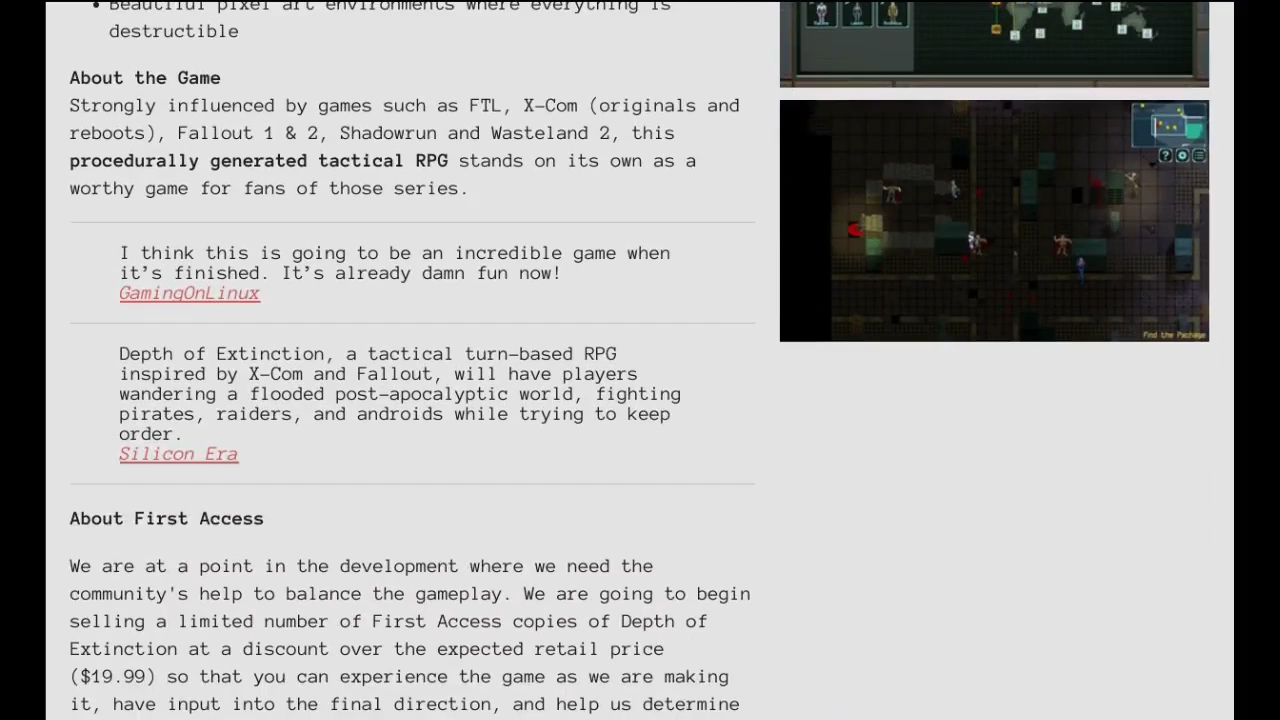 Beautiful pixel art environments where everything is
destructible
About the Game
Strongly influenced by games such as FTL, X-Com (originals and
reboots), Fallout 1 & 2, Shadowrun and Wasteland 2, this
procedurally generated tactical RPG stands on its own as a
worthy game for fans of those series.
I think this is going to be an incredible game when
it's finished. It's already damn fun now!
GamingOnLinux
Depth of Extinction, a tactical turn-based RPG
inspired by X-Com and Fallout, will have players
wandering a flooded post-apocalyptic world, fighting
pirates, raiders, and androids while trying to keep
order.
Silicon Era
About First Access
We are at a point in the development where we need the
community's help to balance the gameplay. We are going to begin
selling a limited number of First Access copies of Depth of
Extinction at a discount over the expected retail price
($19.99) so that you can experience the game as we are making
it, have input into the final direction, and help us determine
?
Find the Package